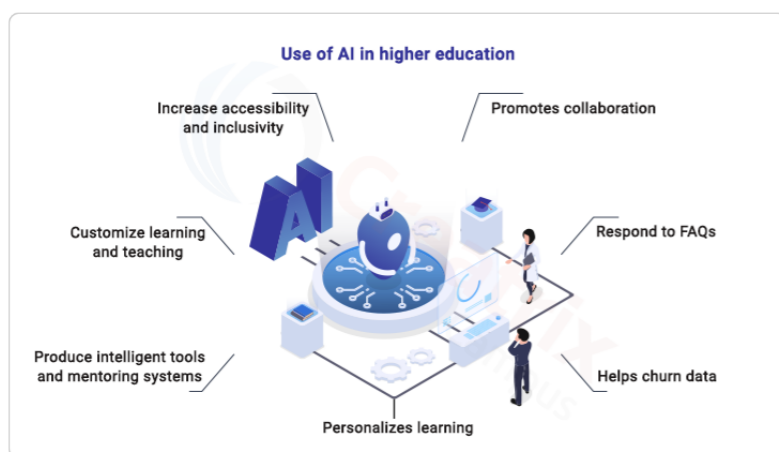 Use of AI in higher education
Increase accessibility
and inclusivity
Promotes collaboration
AI
Customize learning
and teaching
Respond to FAQs
Produce intelligent tools
and mentoring systems
Helps churn data
Personalizes learning